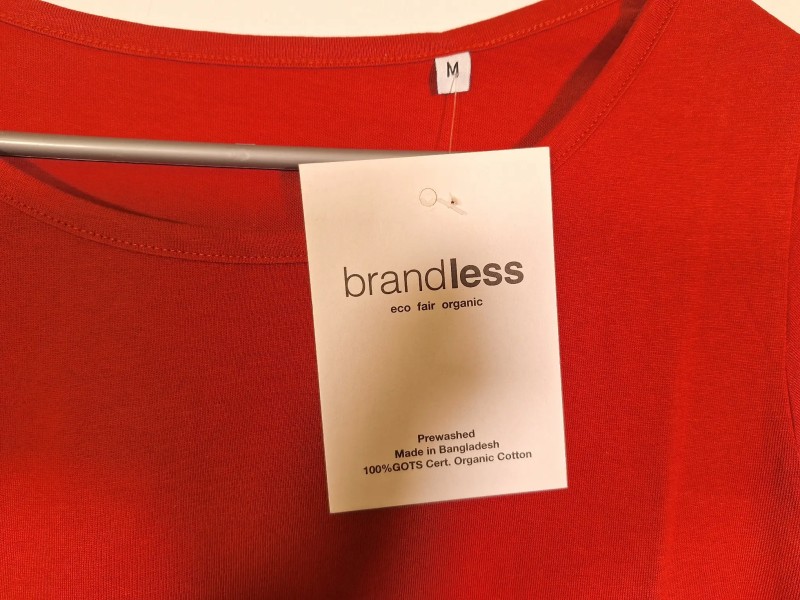 M
brandless
eco fair organic
Prewashed
Made in Bangladesh
100%GOTS Cert. Organic Cotton